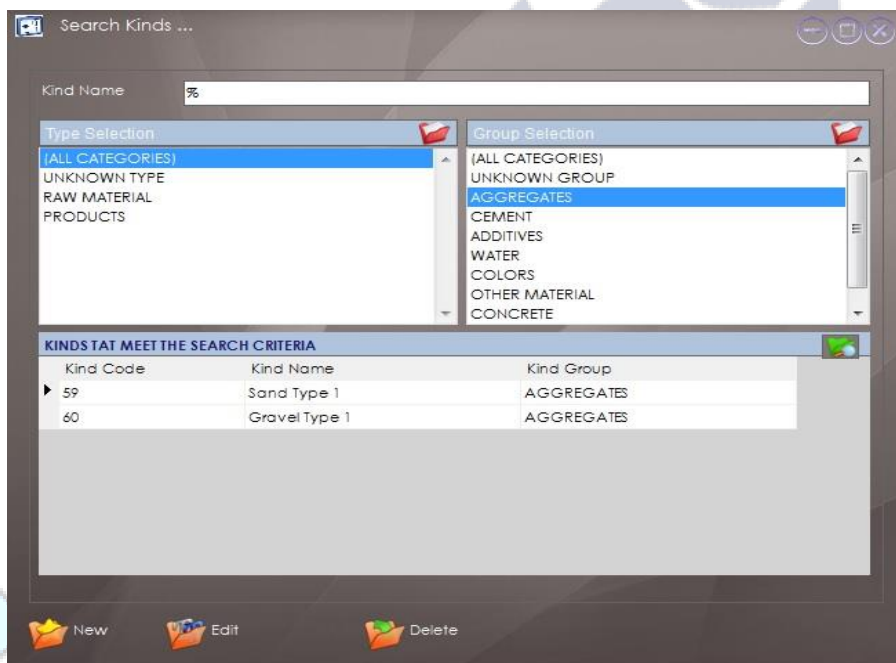 Search Kinds ...
Kind Name
%
Type Selection
(ALL CATEGORIES)
UNKNOWN TYPE
RAW MATERIAL
PRODUCTS
Group Selection
(ALL CATEGORIES)
UNKNOWN GROUP
AGGREGATES
CEMENT
ADDITIVES
WATER
COLORS
OTHER MATERIAL
CONCRETE
KINDS TAT MEET THE SEARCH CRITERIA
Kind Code Kind Name Kind Group
59 Sand Type 1 AGGREGATES
60 Gravel Type 1 AGGREGATES
New Edit Delete